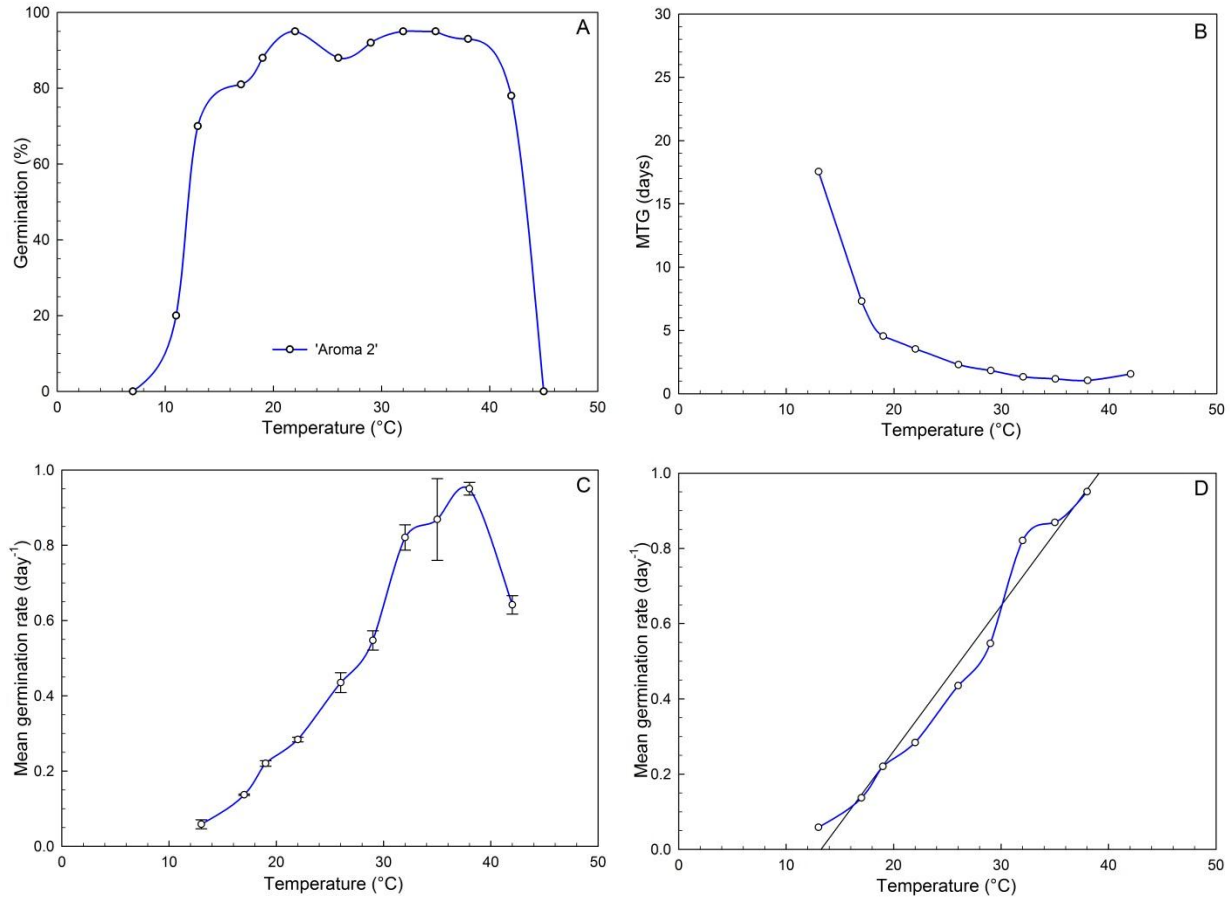 A
Germination (%)
100
80
60
40
20
0
'Aroma 2'
0 10 20 30 40 50
Temperature (°C)
B
MTG (days)
30
25
20
15
10
5
0
0 10 20 30 40 50
Temperature (°C)
C
Mean germination rate (day-1)
1.0
0.8
0.6
0.4
0.2
0.0
0 10 20 30 40 50
Temperature (°C)
D
Mean germination rate (day-1)
1.0
0.8
0.6
0.4
0.2
0.0
0 10 20 30 40 50
Temperature (°C)